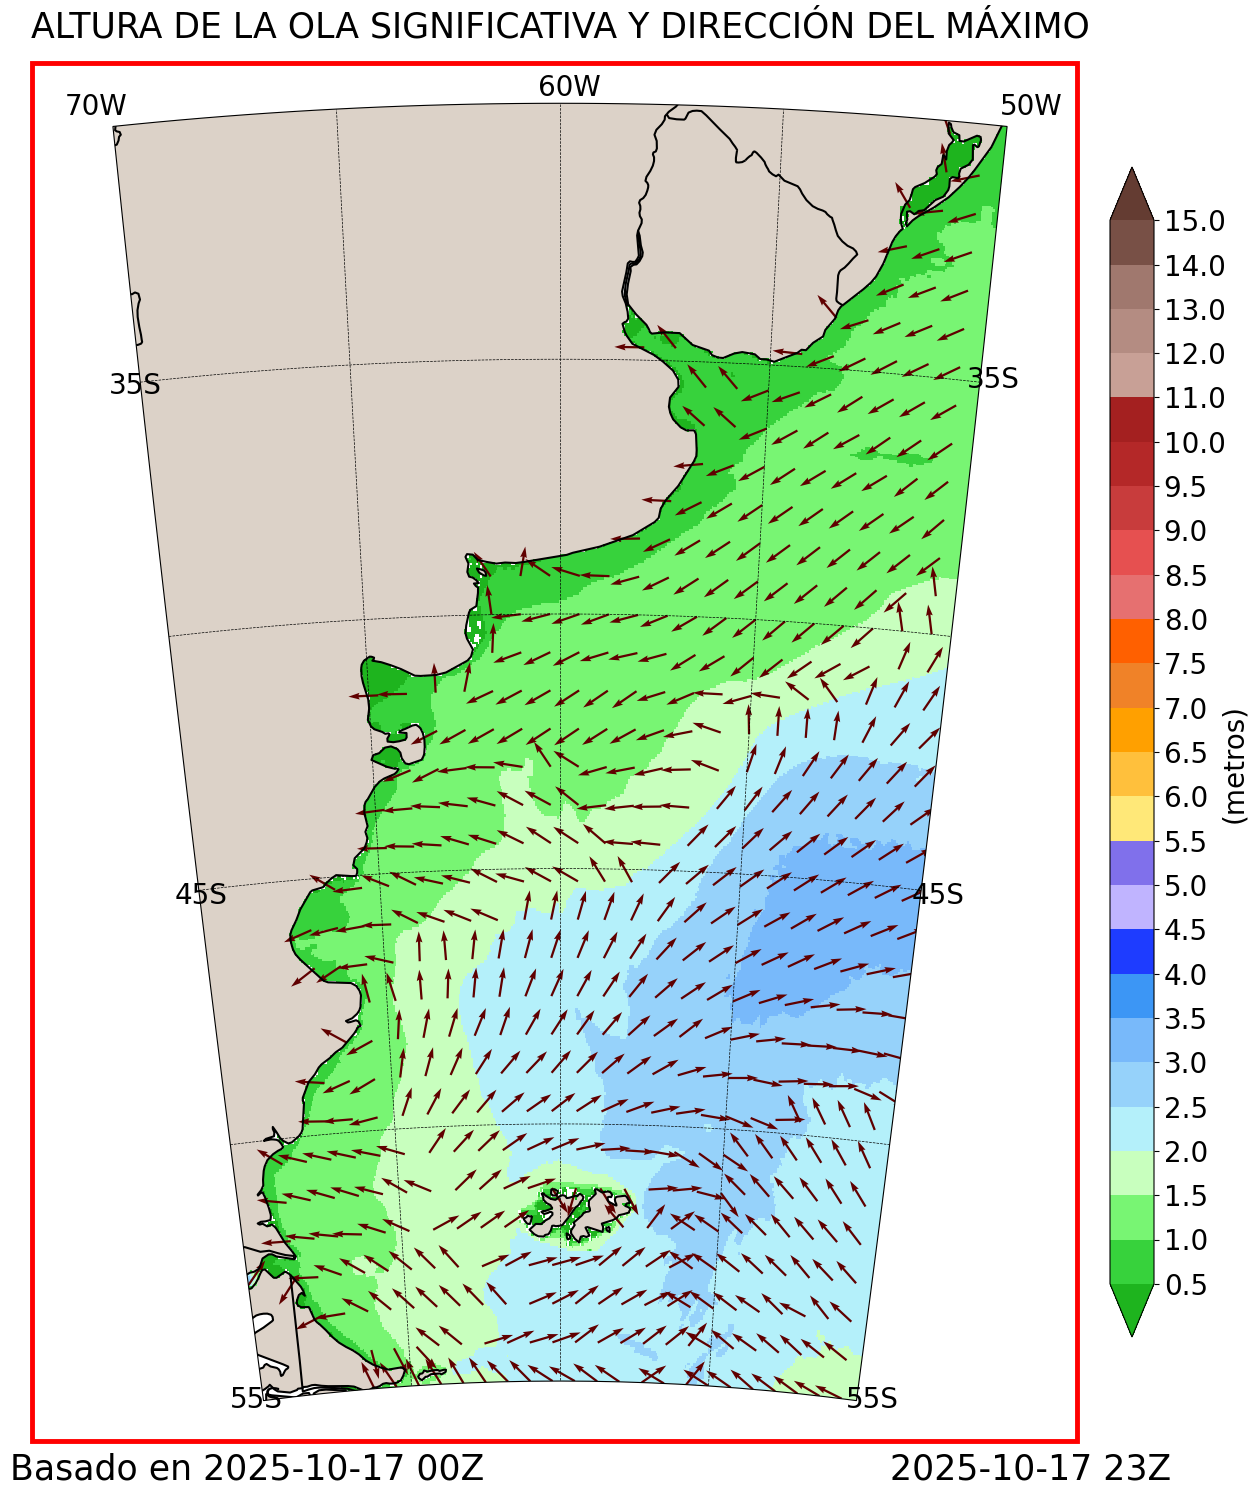 ALTURA DE LA OLA SIGNIFICATIVA Y DIRECCIÓN DEL MÁXIMO
70W
60W
50W
35S
35S
45S
45S
55S
55S
15.0
14.0
13.0
12.0
11.0
10.0
9.5
9.0
8.5
8.0
7.5
7.0
6.5
6.0
5.5
5.0
4.5
4.0
3.5
3.0
2.5
2.0
1.5
1.0
0.5
(metros)
Basado en 2025-10-17 00Z
2025-10-17 23Z